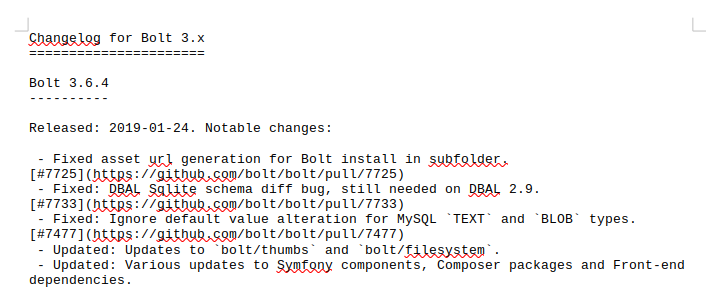 Changelog for Bolt 3.x
======================
Bolt 3.6.4
----------
Released: 2019-01-24. Notable changes:
- Fixed asset url generation for Bolt install in subfolder.
[#7725](https://github.com/bolt/bolt/pull/7725)
- Fixed: DBAL Sqlite schema diff bug, still needed on DBAL 2.9.
[#7733](https://github.com/bolt/bolt/pull/7733)
- Fixed: Ignore default value alteration for MySQL `TEXT` and `BLOB` types.
[#7477](https://github.com/bolt/bolt/pull/7477)
- Updated: Updates to `bolt/thumbs` and `bolt/filesystem`.
- Updated: Various updates to Symfony components, Composer packages and Front-end
dependencies.